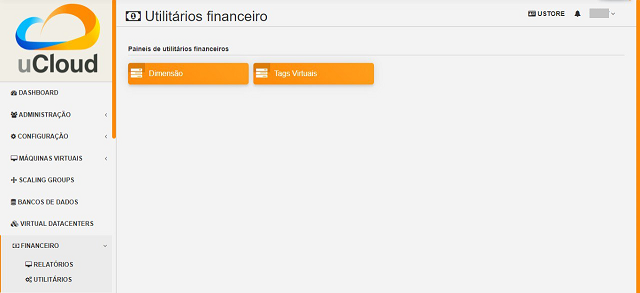 Utilitários financeiro
USTORE
uCloud
Paineis de utilitários financeiros
Dimensão
Tags Virtuais
DASHBOARD
ADMINISTRAÇÃO
CONFIGURAÇÃO
MÁQUINAS VIRTUAIS
SCALING GROUPS
BANCOS DE DADOS
VIRTUAL DATACENTERS
FINANCEIRO
RELATÓRIOS
UTILITÁRIOS